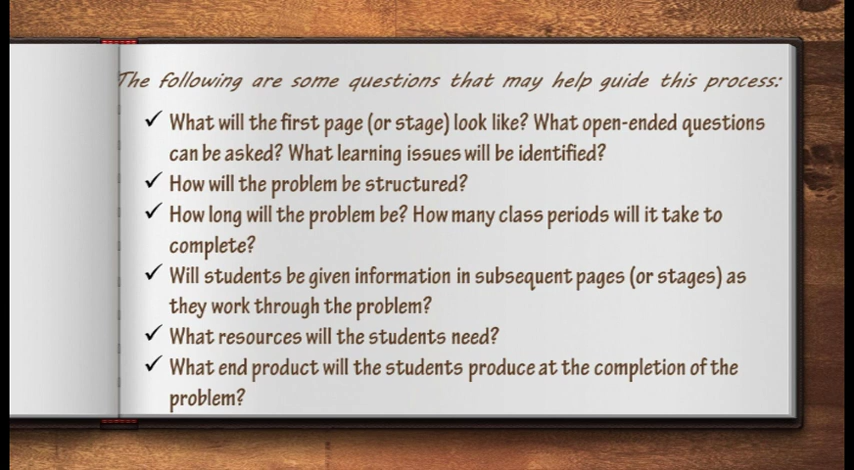 The following are some questions that may help guide this process:
✓ What will the first page (or stage) look like? What open-ended questions
can be asked? What learning issues will be identified?
✓ How will the problem be structured?
✓ How long will the problem be? How many class periods will it take to
complete?
✓ Will students be given information in subsequent pages (or stages) as
they work through the problem?
✓ What resources will the students need?
✓ What end product will the students produce at the completion of the
problem?